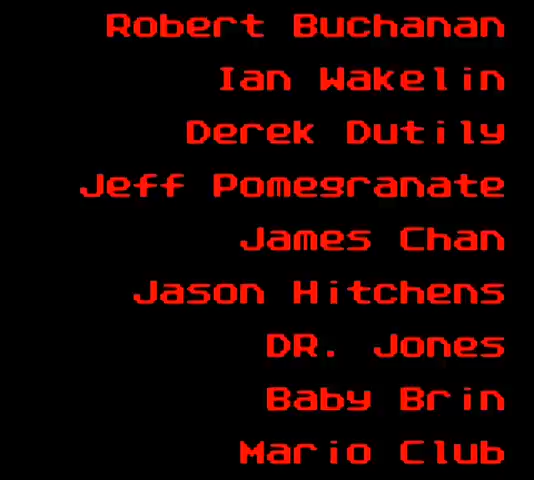 Robert Buchanan
Ian Wakelin
Derek Dutily
Jeff Pomegranate
James Chan
Jason Hitchens
DR. Jones
Baby Brin
Mario Club